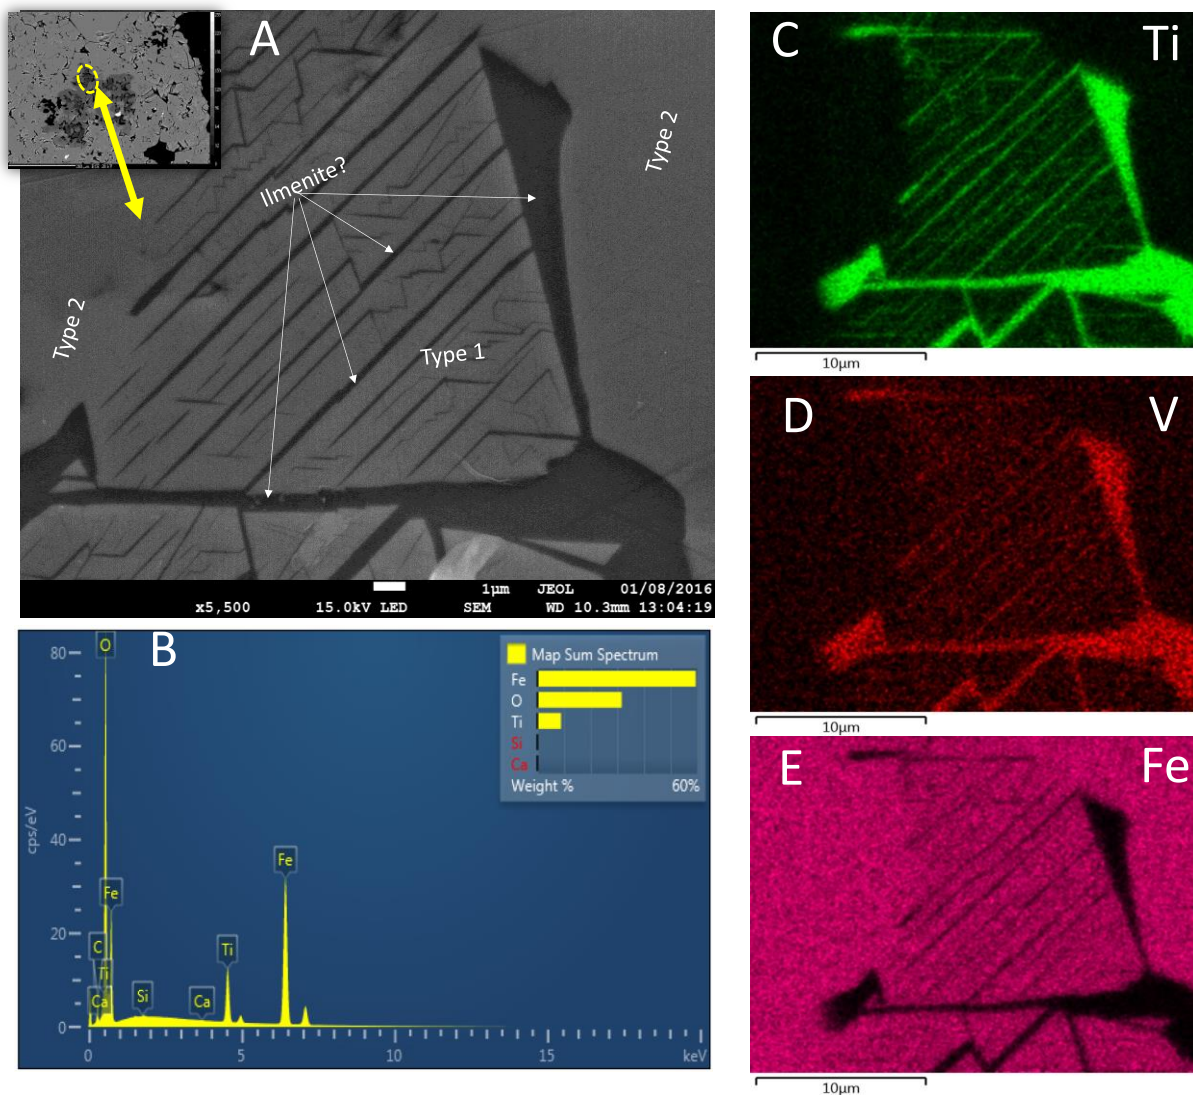 A
Ilmenite?
Type 2
Type 2
Type 1
1µm JEOL 01/08/2016
x5,500 15.0kV LED SEM WD 10.3mm 13:04:19
B
80
60
40
20
0
cps/eV
O
Fe
C
Ti
Ca
Si
Ca
Ti
Fe
0 5 10 15 keV
Map Sum Spectrum
Fe
O
Ti
Si
Ca
Weight % 60%
C Ti
10µm
D V
10µm
E Fe
10µm